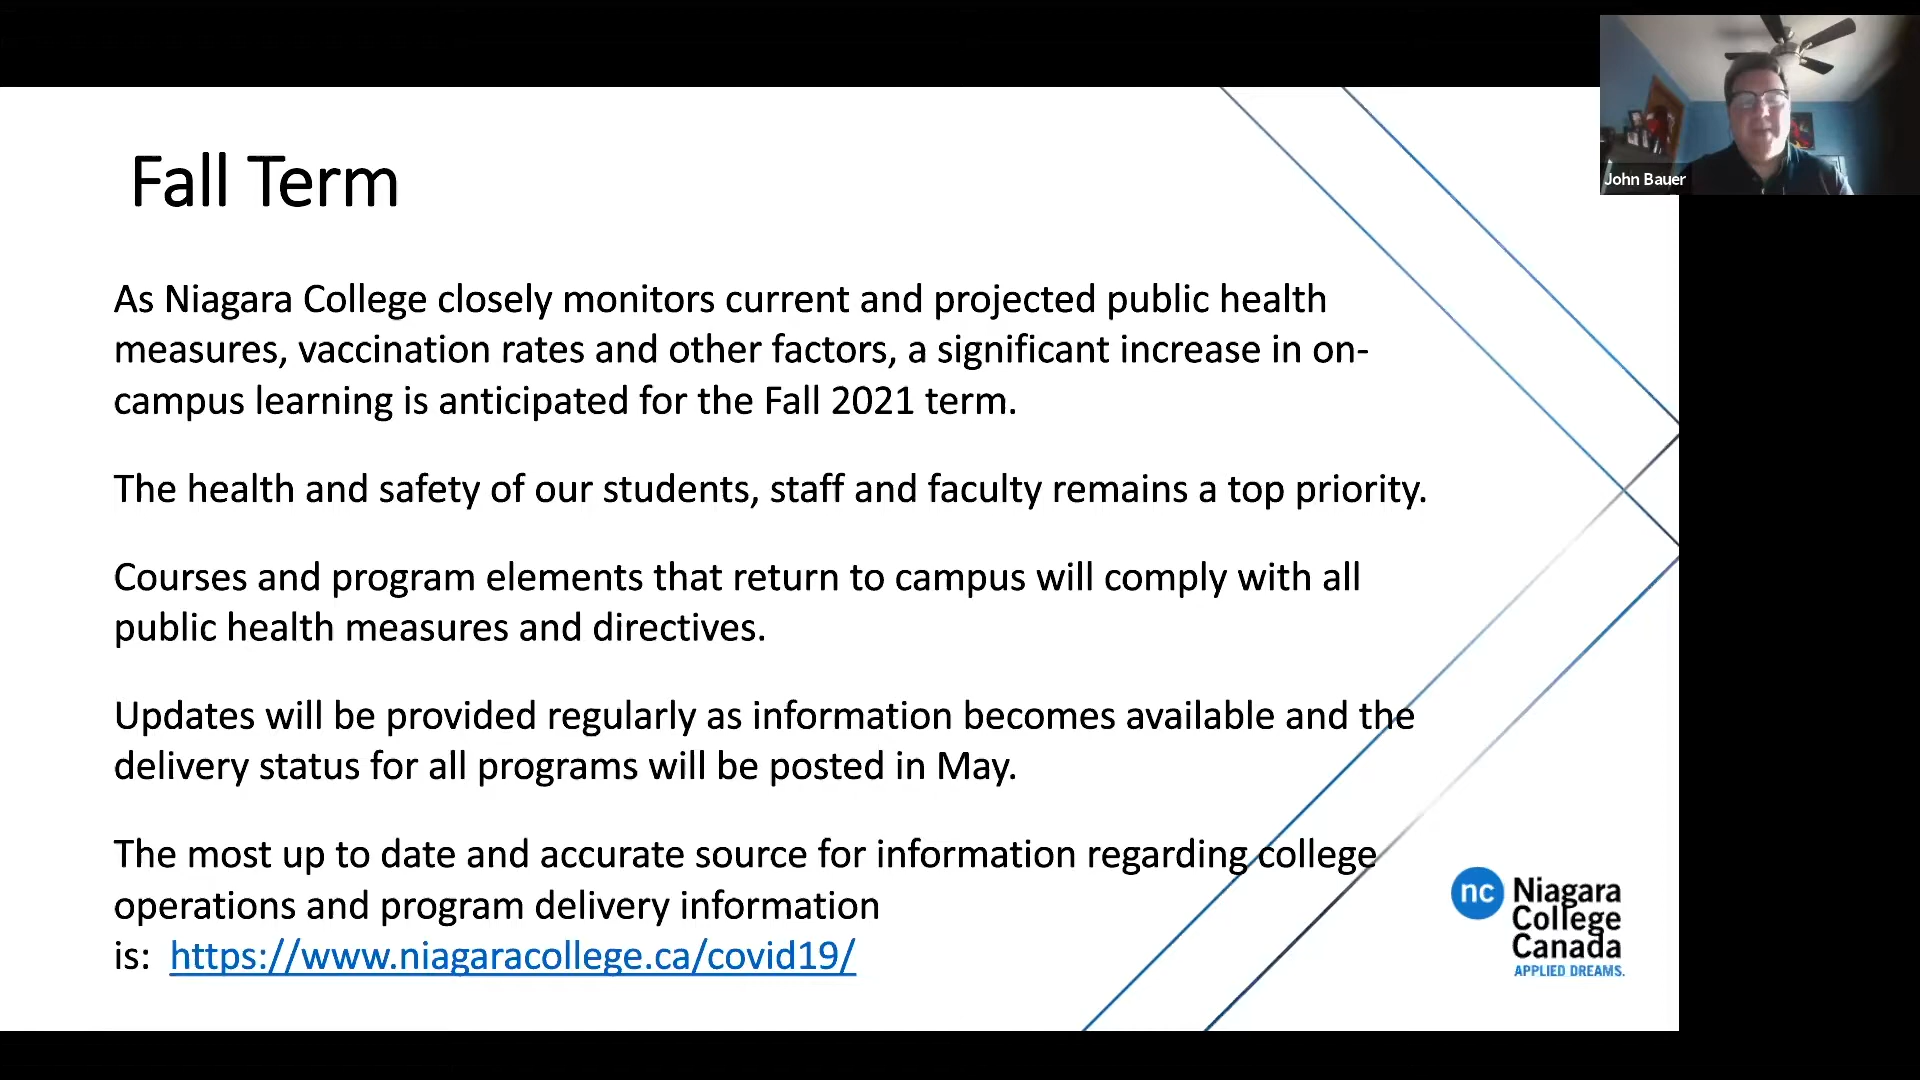 John Bauer
Fall Term
As Niagara College closely monitors current and projected public health
measures, vaccination rates and other factors, a significant increase in on-
campus learning is anticipated for the Fall 2021 term.
The health and safety of our students, staff and faculty remains a top priority.
Courses and program elements that return to campus will comply with all
public health measures and directives.
Updates will be provided regularly as information becomes available and the
delivery status for all programs will be posted in May.
The most up to date and accurate source for information regarding college
operations and program delivery information
is: https://www.niagaracollege.ca/covid19/
nc
Niagara
College
Canada
APPLIED DREAMS.